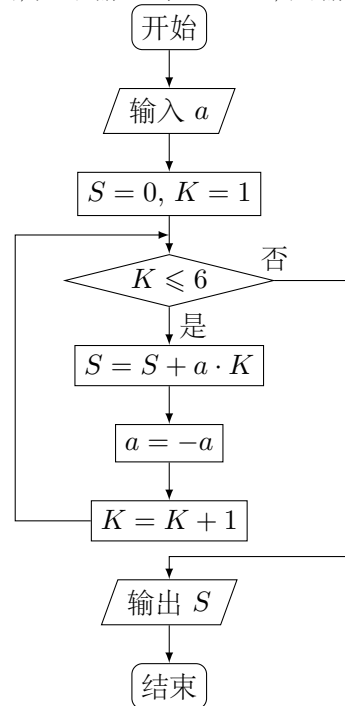 开始
输入 a
S = 0, K = 1
K ⩽ 6
否
是
S = S + a · K
a = −a
K = K + 1
输出 S
结束